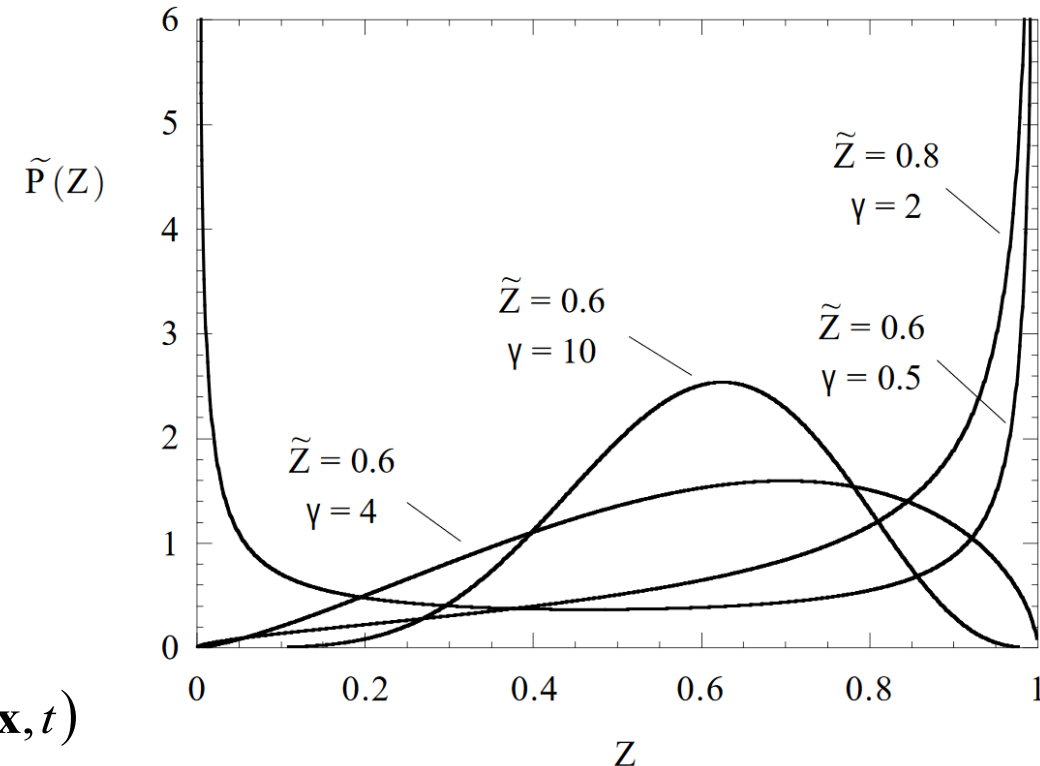 6
5
4
3
2
1
0
P̃ (Z)
Z̃ = 0.8
γ = 2
Z̃ = 0.6
γ = 10
Z̃ = 0.6
γ = 0.5
Z̃ = 0.6
γ = 4
0 0.2 0.4 0.6 0.8 1
Z
x, t)